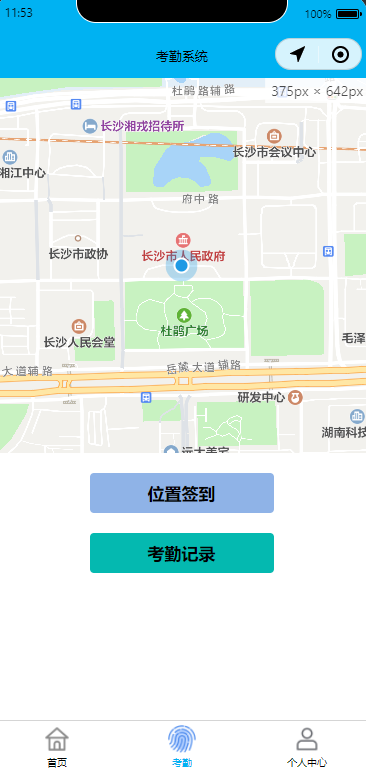 11:53
100%
考勤系统
杜鹃路辅路
375px × 642px
长沙湘戎招待所
长沙市会议中心
湘江中心
府中路
长沙市政协
长沙市人民政府
杜鹃广场
长沙人民会堂
毛泽
大道辅路
岳麓大道辅路
研发中心
湖南科技
远大美宅
位置签到
考勤记录
首页
考勤
个人中心